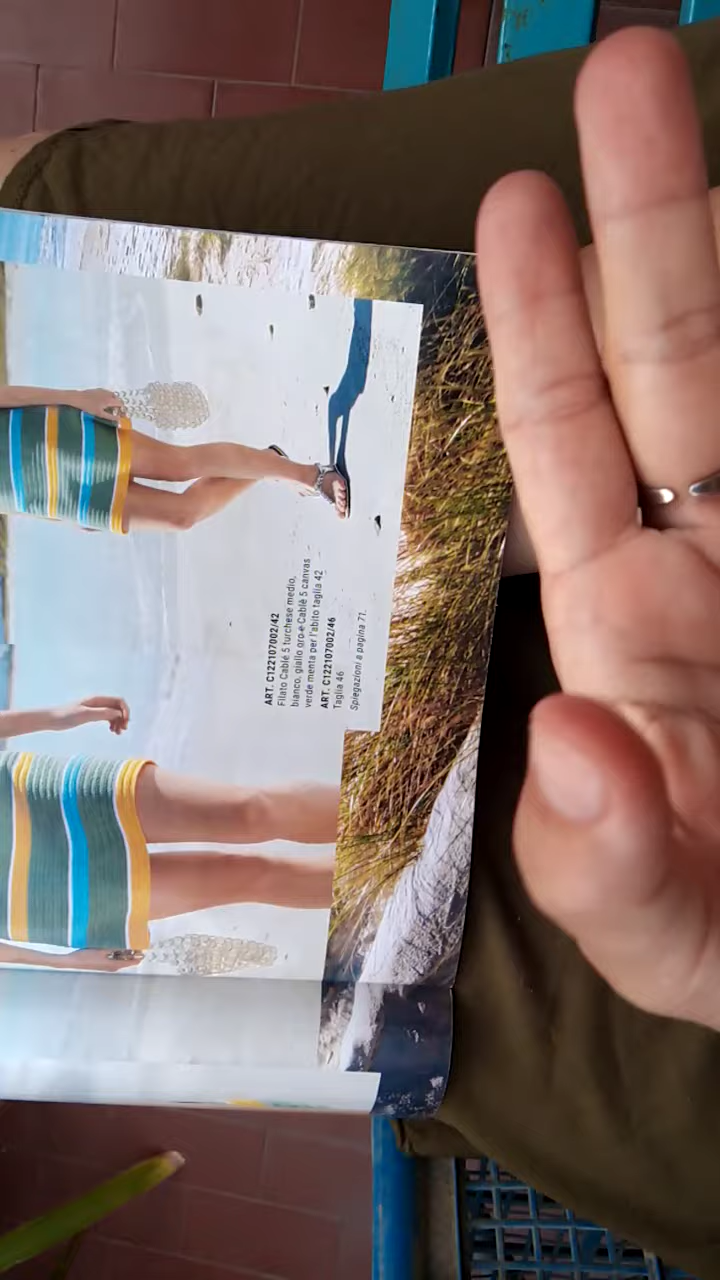 ART. C122107002/42
Filato Cablé 5 turchese medio,
bianco, giallo oro e Cablé 5 canvas
verde menta per l'abito taglia 42
ART. C122107002/46
Taglia 46
Spiegazioni a pagina 71.